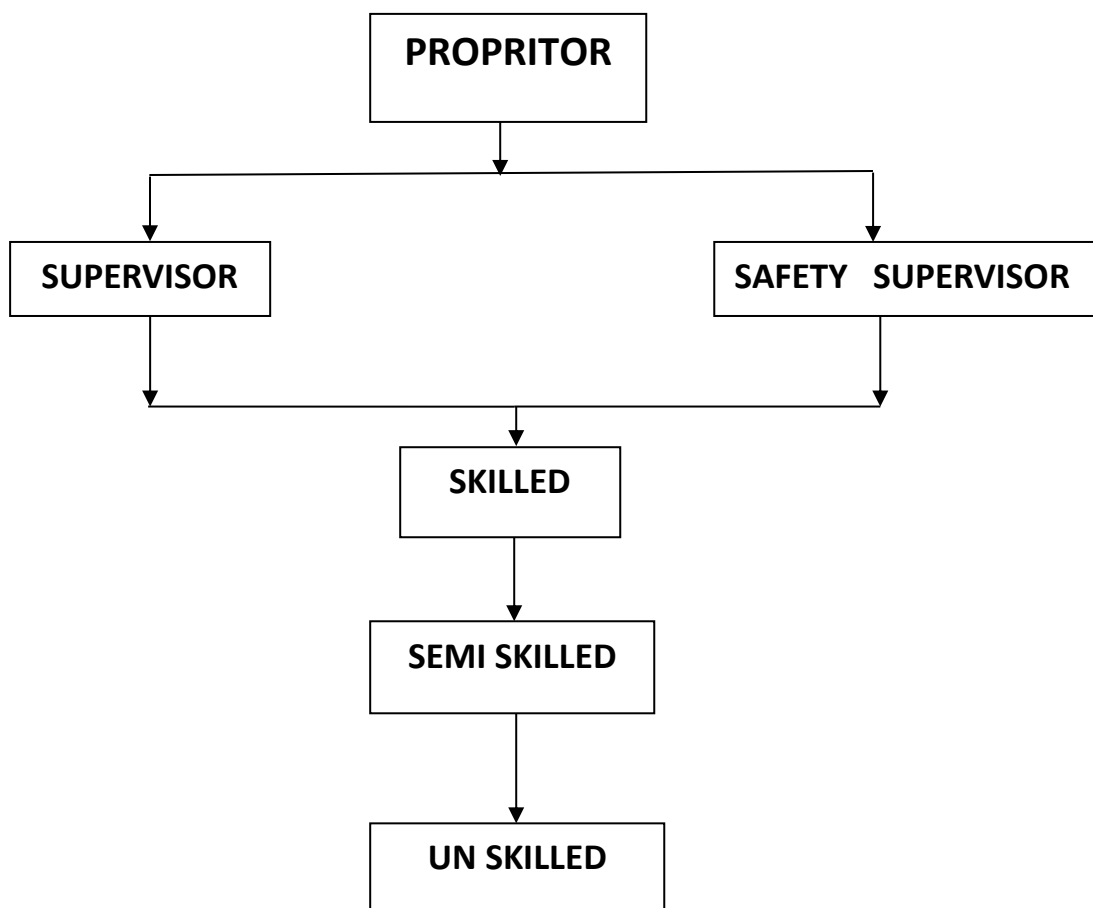 PROPRITOR
SUPERVISOR
SAFETY SUPERVISOR
SKILLED
SEMI SKILLED
UN SKILLED